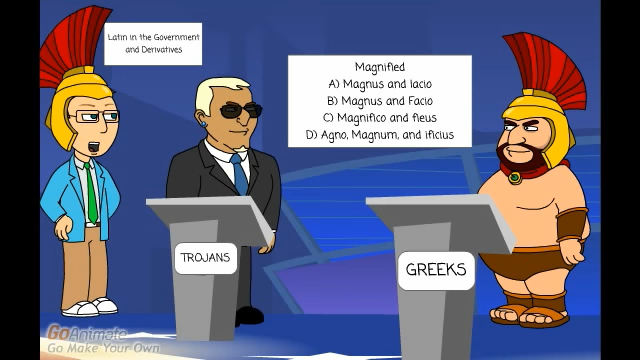 Latin in the Government
and Derivatives
Magnified
A) Magnus and Iacio
B) Magnus and Facio
C) Magnifico and fleus
D) Agno, Magnum, and ificius
TROJANS
GREEKS
GoAnimate
Go Make Your Own